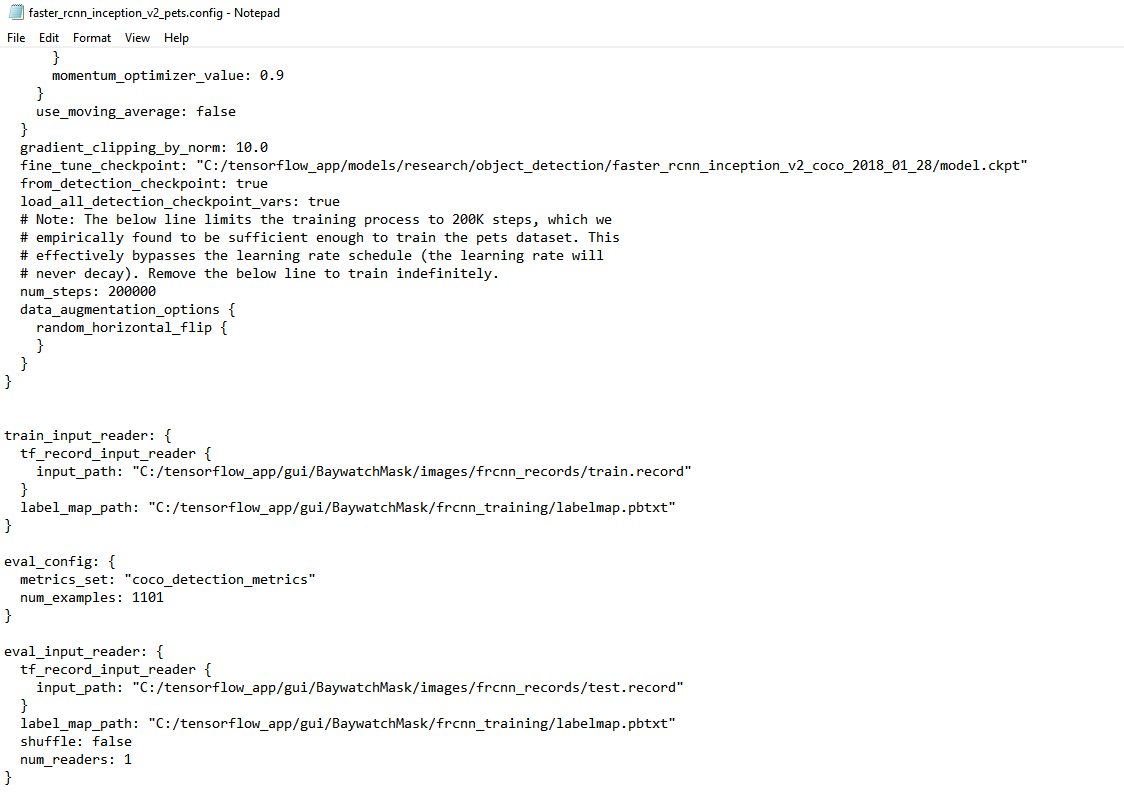 faster_rcnn_inception_v2_pets.config - Notepad
File Edit Format View Help
      }
      momentum_optimizer_value: 0.9
    }
    use_moving_average: false
  }
  gradient_clipping_by_norm: 10.0
  fine_tune_checkpoint: "C:/tensorflow_app/models/research/object_detection/faster_rcnn_inception_v2_coco_2018_01_28/model.ckpt"
  from_detection_checkpoint: true
  load_all_detection_checkpoint_vars: true
  # Note: The below line limits the training process to 200K steps, which we
  # empirically found to be sufficient enough to train the pets dataset. This
  # effectively bypasses the learning rate schedule (the learning rate will
  # never decay). Remove the below line to train indefinitely.
  num_steps: 200000
  data_augmentation_options {
    random_horizontal_flip {
    }
  }
}
train_input_reader: {
  tf_record_input_reader {
    input_path: "C:/tensorflow_app/gui/BaywatchMask/images/frcnn_records/train.record"
  }
  label_map_path: "C:/tensorflow_app/gui/BaywatchMask/frcnn_training/labelmap.pbtxt"
}
eval_config: {
  metrics_set: "coco_detection_metrics"
  num_examples: 1101
}
eval_input_reader: {
  tf_record_input_reader {
    input_path: "C:/tensorflow_app/gui/BaywatchMask/images/frcnn_records/test.record"
  }
  label_map_path: "C:/tensorflow_app/gui/BaywatchMask/frcnn_training/labelmap.pbtxt"
  shuffle: false
  num_readers: 1
}